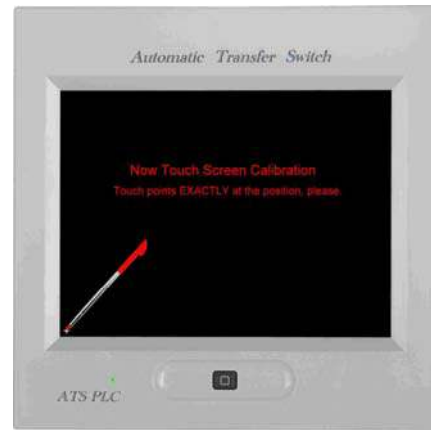 Automatic Transfer Switch
Now Touch Screen Calibration
Touch points EXACTLY at the position, please.
ATS PLC